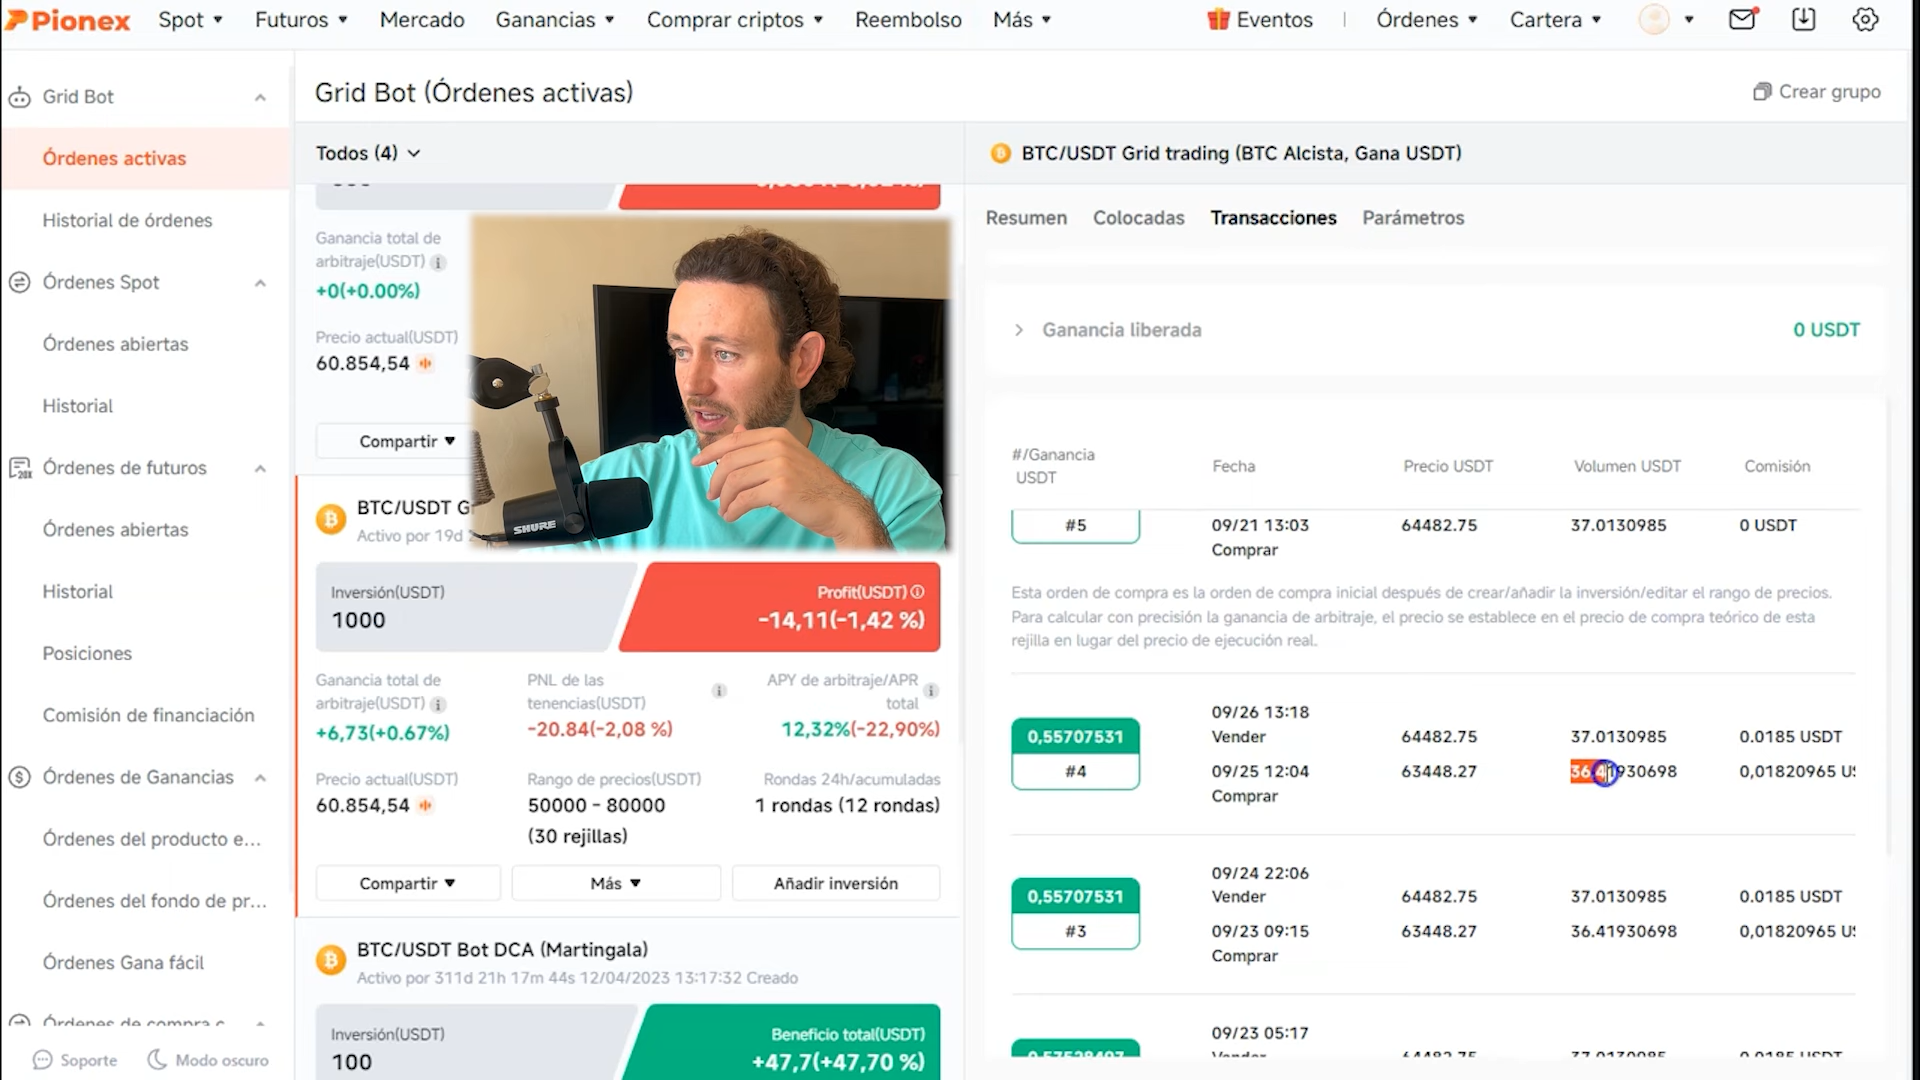 Pionex
Spot
Futuros
Mercado
Ganancias
Comprar criptos
Reembolso
Más
Eventos
Órdenes
Cartera
Grid Bot
Órdenes activas
Historial de órdenes
Órdenes Spot
Órdenes abiertas
Historial
Órdenes de futuros
Órdenes abiertas
Historial
Posiciones
Comisión de financiación
Órdenes de Ganancias
Órdenes del producto e...
Órdenes del fondo de pr...
Órdenes Gana fácil
Soporte
Modo oscuro
Grid Bot (Órdenes activas)
Crear grupo
Todos (4)
Ganancia total de
arbitraje(USDT)
+0(+0.00%)
Precio actual(USDT)
60.854,54
Compartir
SHURE
BTC/USDT
Activo por 19d
Inversión(USDT)
1000
Profit(USDT)
-14,11(-1,42 %)
Ganancia total de
arbitraje(USDT)
+6,73(+0.67%)
PNL de las
tenencias(USDT)
-20.84(-2,08 %)
APY de arbitraje/APR
total
12,32%(-22,90%)
Precio actual(USDT)
60.854,54
Rango de precios(USDT)
50000 - 80000
(30 rejillas)
Rondas 24h/acumuladas
1 rondas (12 rondas)
Compartir
Más
Añadir inversión
BTC/USDT Bot DCA (Martingala)
Activo por 311d 21h 17m 44s 12/04/2023 13:17:32 Creado
Inversión(USDT)
100
Beneficio total(USDT)
+47,7(+47,70 %)
BTC/USDT Grid trading (BTC Alcista, Gana USDT)
Resumen
Colocadas
Transacciones
Parámetros
Ganancia liberada
0 USDT
#/Ganancia
USDT
Fecha
Precio USDT
Volumen USDT
Comisión
#5
09/21 13:03
Comprar
64482.75
37.0130985
0 USDT
Esta orden de compra es la orden de compra inicial después de crear/añadir la inversión/editar el rango de precios.
Para calcular con precisión la ganancia de arbitraje, el precio se establece en el precio de compra teórico de esta
rejilla en lugar del precio de ejecución real.
0,55707531
#4
09/26 13:18
Vender
64482.75
37.0130985
0.0185 USDT
09/25 12:04
Comprar
63448.27
36.41930698
0,01820965
0,55707531
#3
09/24 22:06
Vender
64482.75
37.0130985
0.0185 USDT
09/23 09:15
Comprar
63448.27
36.41930698
0,01820965
09/23 05:17